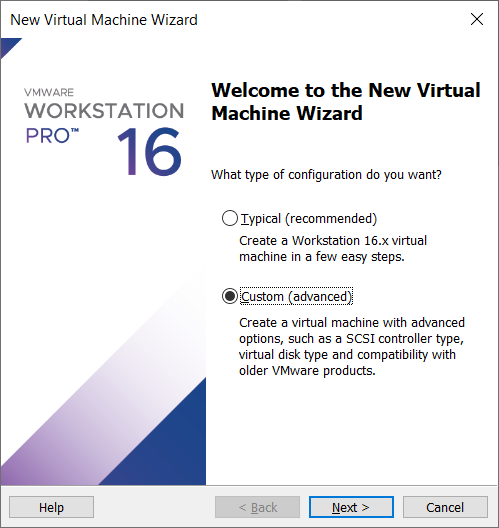 New Virtual Machine Wizard
VMWARE
WORKSTATION
PRO™ 16
Welcome to the New Virtual
Machine Wizard
What type of configuration do you want?
Typical (recommended)
Create a Workstation 16.x virtual
machine in a few easy steps.
Custom (advanced)
Create a virtual machine with advanced
options, such as a SCSI controller type,
virtual disk type and compatibility with
older VMware products.
Help
< Back
Next >
Cancel